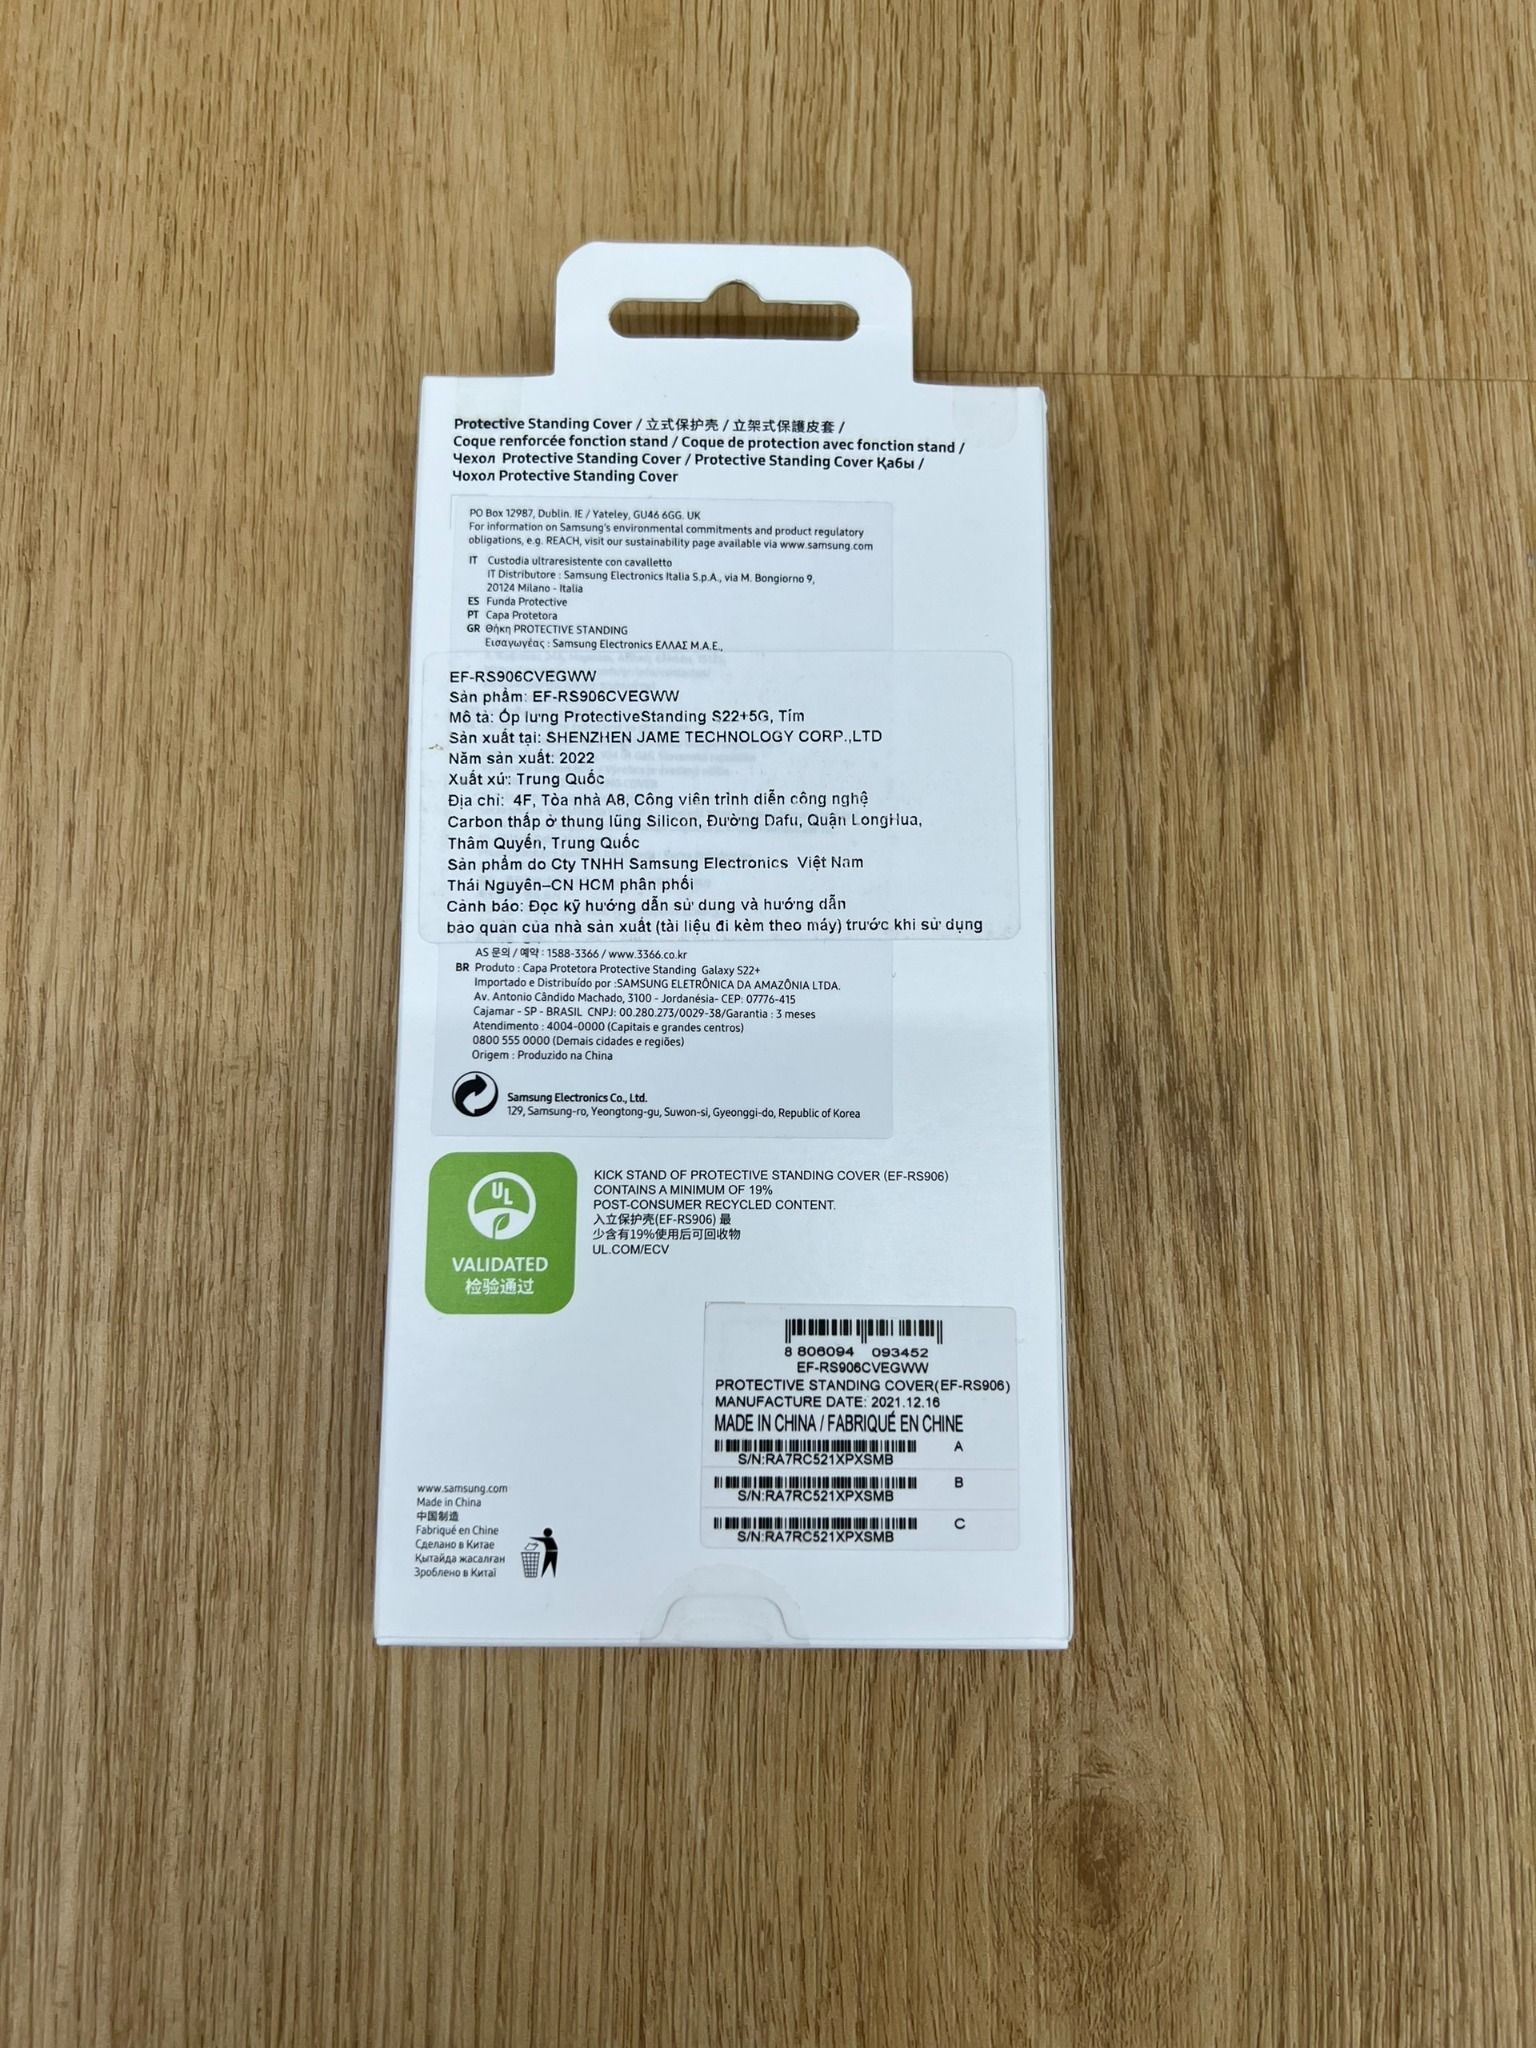 Protective Standing Cover / 立式保护壳 / 立架式保護皮套 /
Coque renforcée fonction stand / Coque de protection avec fonction stand /
Чехол Protective Standing Cover / Protective Standing Cover Қабы /
Чохол Protective Standing Cover
PO Box 12987, Dublin. IE / Yateley, GU46 6GG. UK
For information on Samsung's environmental commitments and product regulatory
obligations, e.g. REACH, visit our sustainability page available via www.samsung.com
IT Custodia ultraresistente con cavalletto
IT Distributore : Samsung Electronics Italia S.p.A., via M. Bongiorno 9,
20124 Milano - Italia
ES Funda Protective
PT Capa Protetora
GR Θήκη PROTECTIVE STANDING
Εισαγωγέας : Samsung Electronics ΕΛΛΑΣ Μ.Α.Ε.,
EF-RS906CVEGWW
Sản phẩm: EF-RS906CVEGWW
Mô tả: Ốp lưng ProtectiveStanding S22+5G, Tím
Sản xuất tại: SHENZHEN JAME TECHNOLOGY CORP.,LTD
Năm sản xuất: 2022
Xuất xứ: Trung Quốc
Địa chỉ: 4F, Tòa nhà A8, Công viên trình diễn công nghệ
Carbon thấp ở thung lũng Silicon, Đường Dafu, Quận LongHua,
Thâm Quyến, Trung Quốc
Sản phẩm do Cty TNHH Samsung Electronics Việt Nam
Thái Nguyên–CN HCM phân phối
Cảnh báo: Đọc kỹ hướng dẫn sử dung và hướng dẫn
bao quản của nhà sản xuất (tài liệu đi kèm theo máy) trước khi sử dụng
AS 문의 / 예약 : 1588-3366 / www.3366.co.kr
BR Produto : Capa Protetora Protective Standing Galaxy S22+
Importado e Distribuído por :SAMSUNG ELETRÔNICA DA AMAZÔNIA LTDA.
Av. Antonio Cândido Machado, 3100 - Jordanésia- CEP: 07776-415
Cajamar - SP - BRASIL CNPJ: 00.280.273/0029-38/Garantia : 3 meses
Atendimento : 4004-0000 (Capitais e grandes centros)
0800 555 0000 (Demais cidades e regiões)
Origem : Produzido na China
Samsung Electronics Co., Ltd.
129, Samsung-ro, Yeongtong-gu, Suwon-si, Gyeonggi-do, Republic of Korea
UL
VALIDATED
检验通过
KICK STAND OF PROTECTIVE STANDING COVER (EF-RS906)
CONTAINS A MINIMUM OF 19%
POST-CONSUMER RECYCLED CONTENT.
入立保护壳(EF-RS906) 最
少含有19%使用后可回收物
UL.COM/ECV
8 806094 093452
EF-RS906CVEGWW
PROTECTIVE STANDING COVER(EF-RS906)
MANUFACTURE DATE: 2021.12.16
MADE IN CHINA / FABRIQUÉ EN CHINE
A
S/N:RA7RC521XPXSMB
B
S/N:RA7RC521XPXSMB
C
S/N:RA7RC521XPXSMB
www.samsung.com
Made in China
中国制造
Fabriqué en Chine
Сделано в Китае
Қытайда жасалған
Зроблено в Китаї